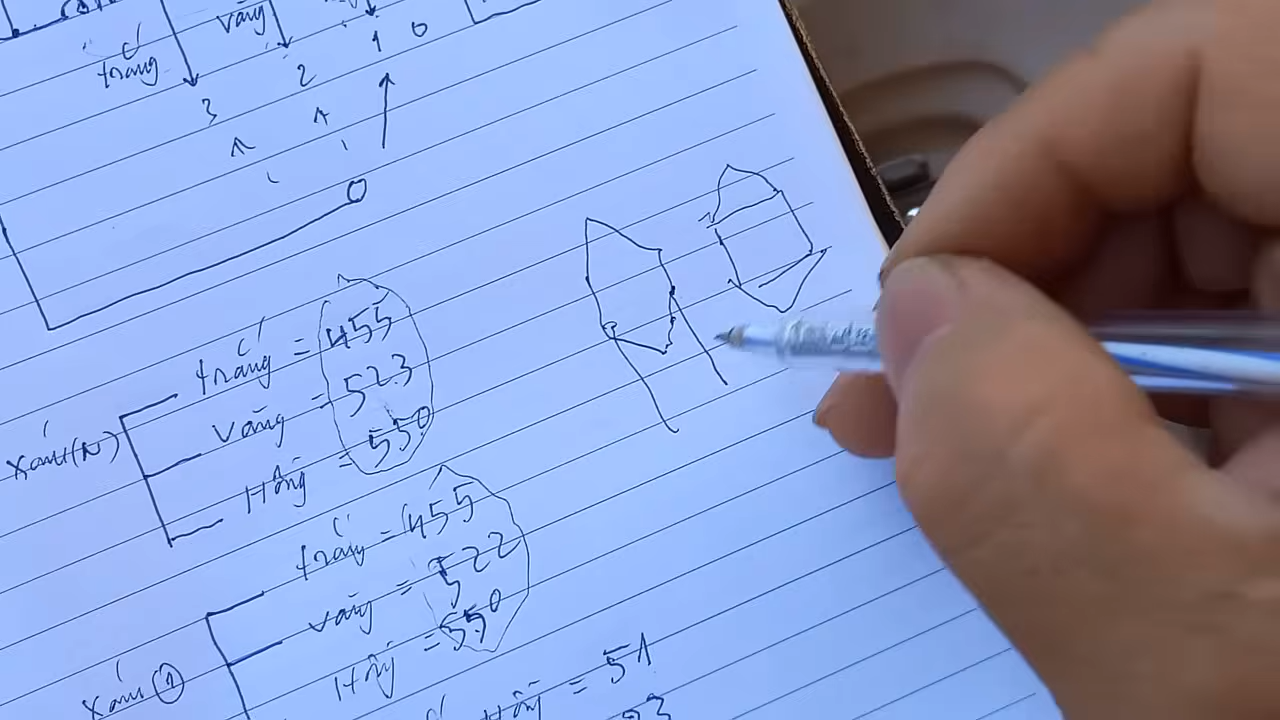 trắng
vàng
1 0
2
3
trắng = 455
Xám(N) vàng = 523
Hồng = 550
trắng = 455
vàng = 522
Xám ① Hồng = 550
Hồng = 51